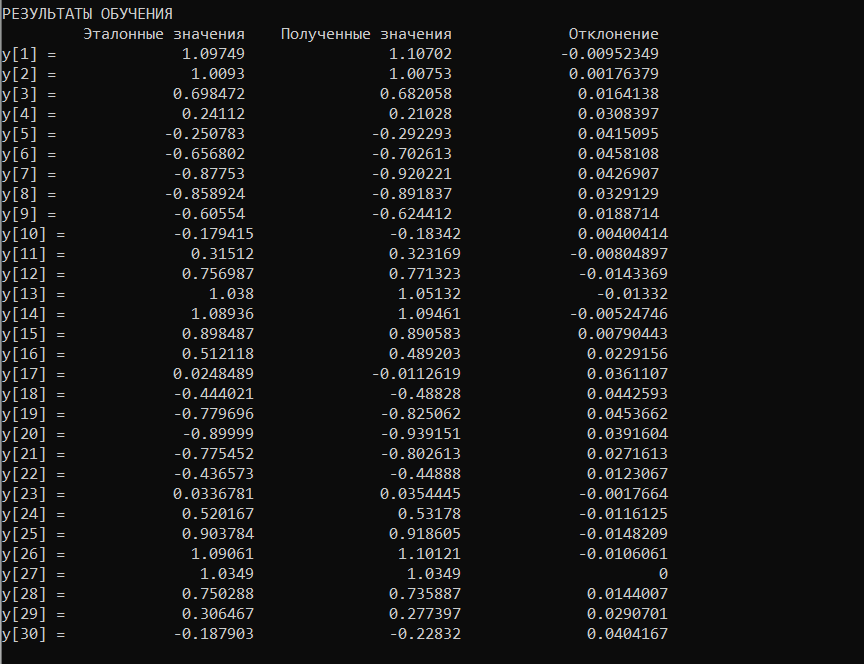 РЕЗУЛЬТАТЫ ОБУЧЕНИЯ
Эталонные значения Полученные значения Отклонение
y[1] = 1.09749 1.10702 -0.00952349
y[2] = 1.0093 1.00753 0.00176379
y[3] = 0.698472 0.682058 0.0164138
y[4] = 0.24112 0.21028 0.0308397
y[5] = -0.250783 -0.292293 0.0415095
y[6] = -0.656802 -0.702613 0.0458108
y[7] = -0.87753 -0.920221 0.0426907
y[8] = -0.858924 -0.891837 0.0329129
y[9] = -0.60554 -0.624412 0.0188714
y[10] = -0.179415 -0.18342 0.00400414
y[11] = 0.31512 0.323169 -0.00804897
y[12] = 0.756987 0.771323 -0.0143369
y[13] = 1.038 1.05132 -0.01332
y[14] = 1.08936 1.09461 -0.00524746
y[15] = 0.898487 0.890583 0.00790443
y[16] = 0.512118 0.489203 0.0229156
y[17] = 0.0248489 -0.0112619 0.0361107
y[18] = -0.444021 -0.48828 0.0442593
y[19] = -0.779696 -0.825062 0.0453662
y[20] = -0.89999 -0.939151 0.0391604
y[21] = -0.775452 -0.802613 0.0271613
y[22] = -0.436573 -0.44888 0.0123067
y[23] = 0.0336781 0.0354445 -0.0017664
y[24] = 0.520167 0.53178 -0.0116125
y[25] = 0.903784 0.918605 -0.0148209
y[26] = 1.09061 1.10121 -0.0106061
y[27] = 1.0349 1.0349 0
y[28] = 0.750288 0.735887 0.0144007
y[29] = 0.306467 0.277397 0.0290701
y[30] = -0.187903 -0.22832 0.0404167